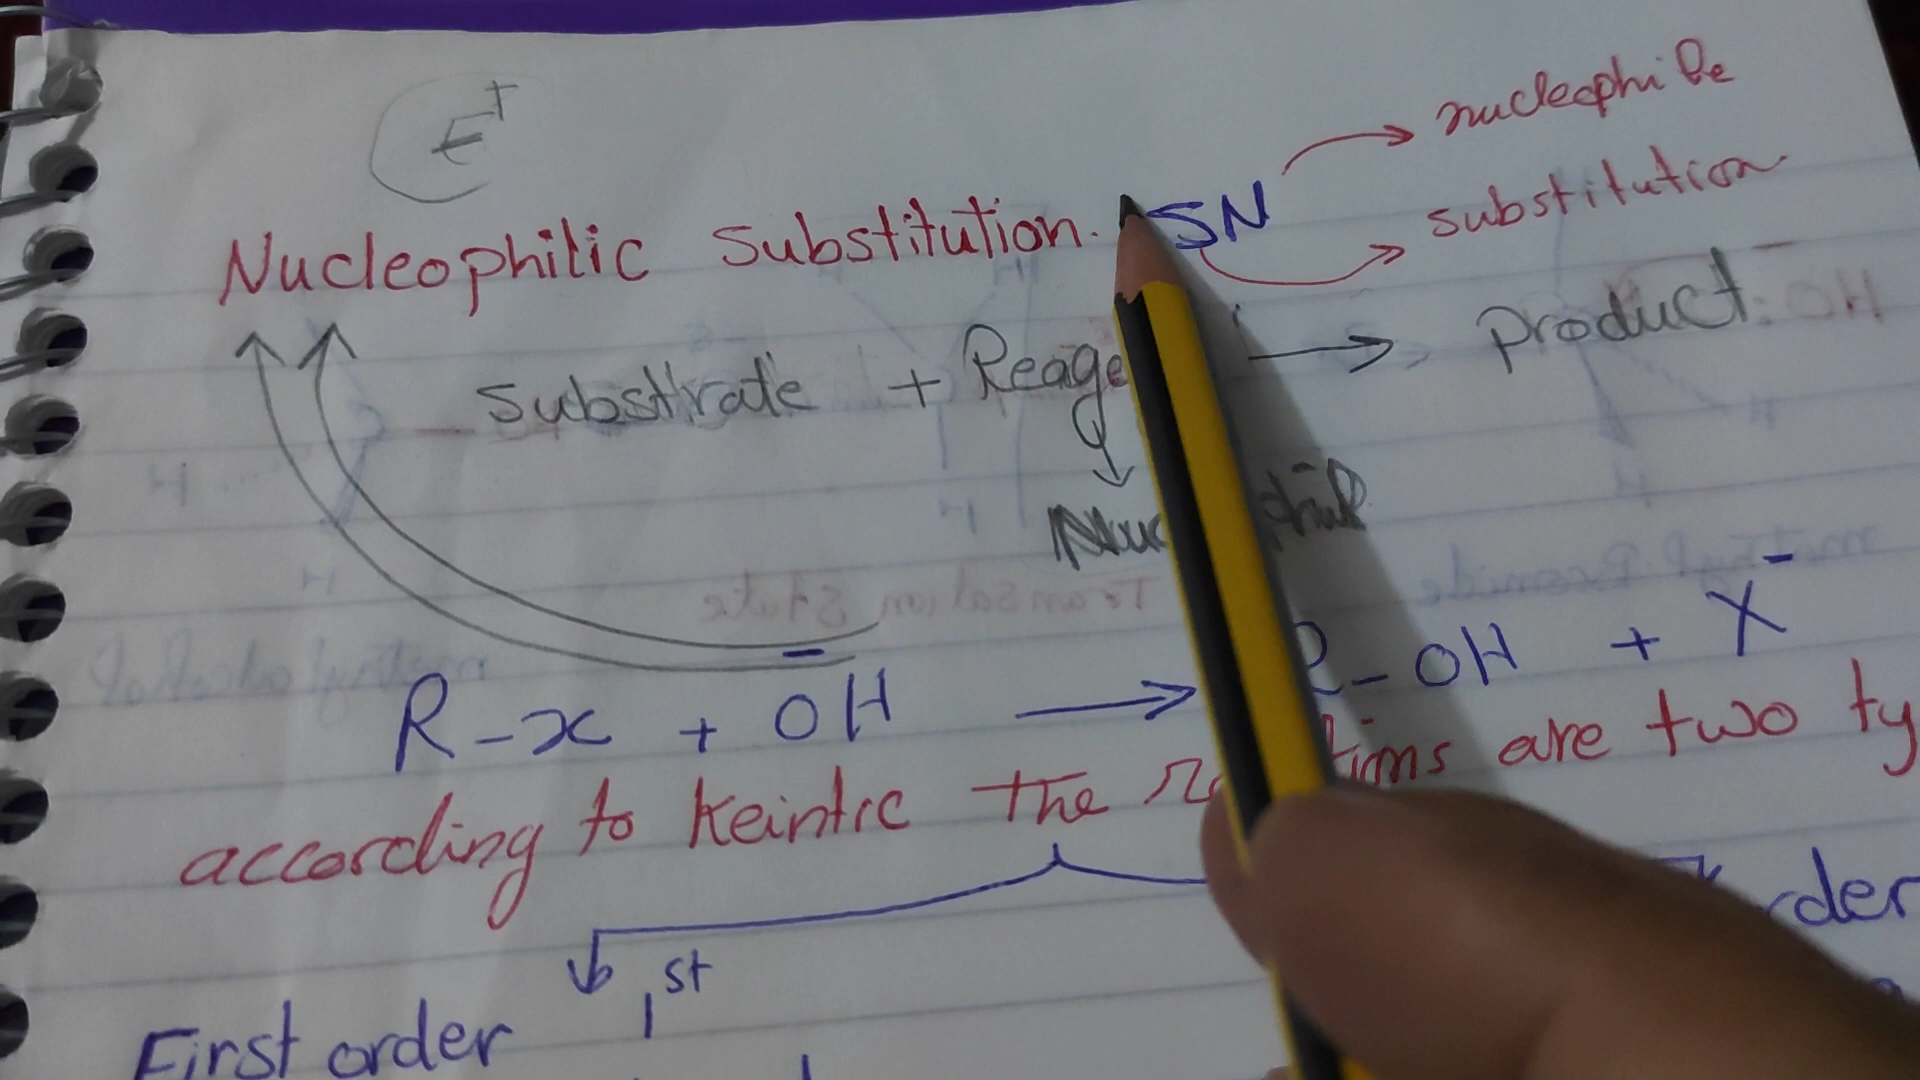 E+
nucleophile
Nucleophilic substitution. SN
substitution
substrate + Reage → product
R-x + OH⁻ → R-OH + X⁻
according to keintic the are two ty
1st
First order